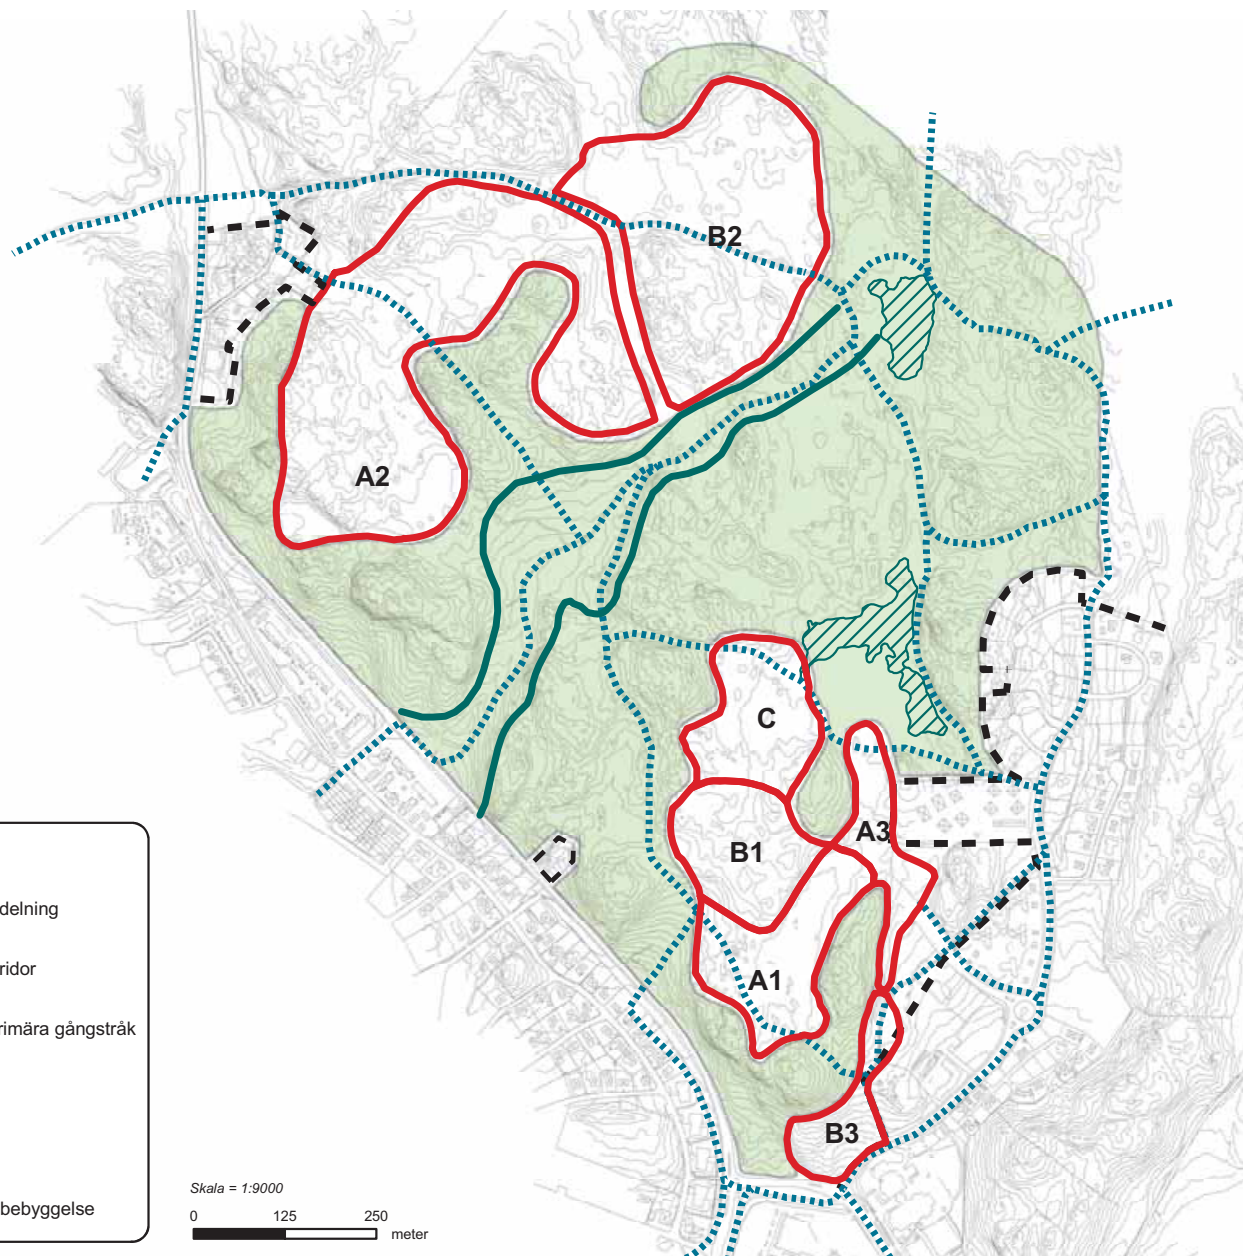 B2
A2
C
A3
B1
A1
B3
delning
ridor
rimära gångstråk
bebyggelse
Skala = 1:9000
0 125 250
meter